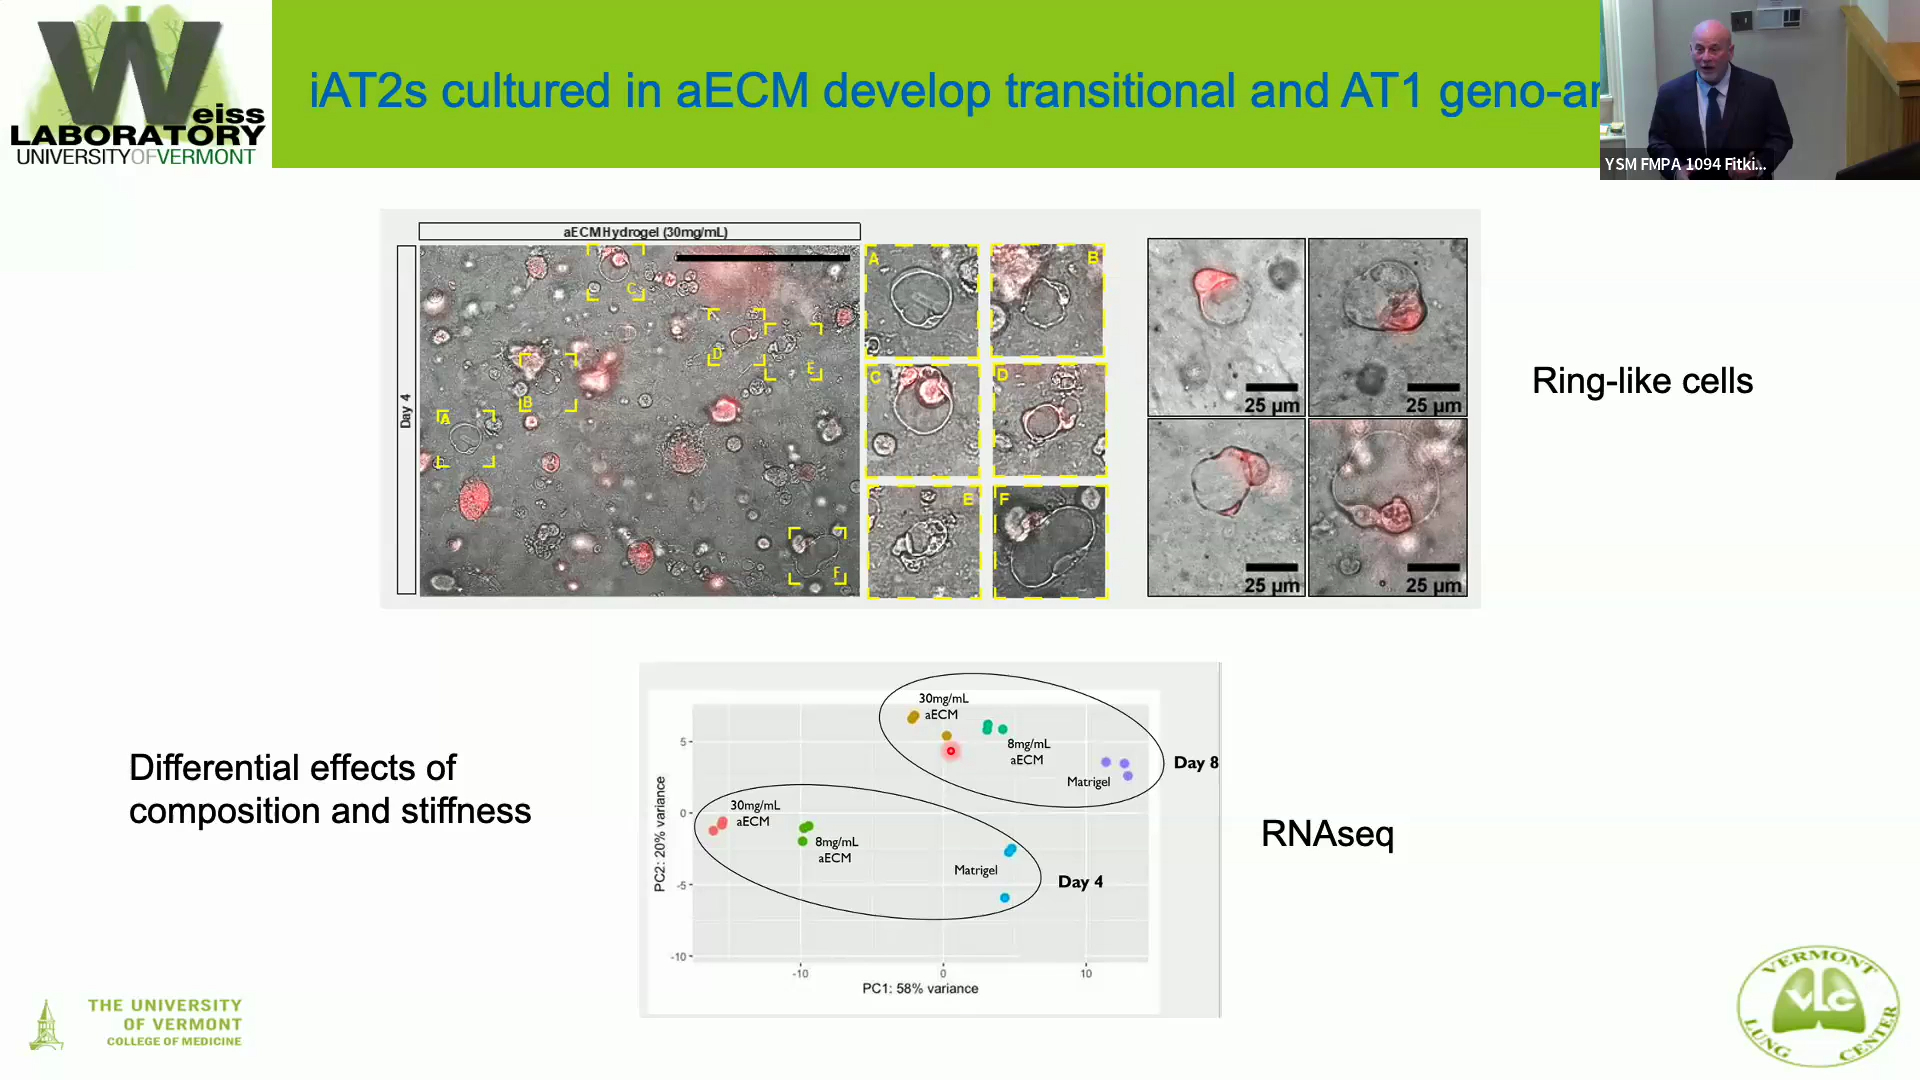 Weiss
LABORATORY
UNIVERSITYOFVERMONT
iAT2s cultured in aECM develop transitional and AT1 geno-
YSM FMPA 1094 Fitki...
aECM Hydrogel (30mg/mL)
Day 4
A
B
C
D
E
F
A
B
C
D
E
F
25 µm
25 µm
25 µm
25 µm
Ring-like cells
Differential effects of
composition and stiffness
30mg/mL
aECM
8mg/mL
aECM
Matrigel
Day 8
30mg/mL
aECM
8mg/mL
aECM
Matrigel
Day 4
5
0
-5
-10
-10
0
10
PC2: 20% variance
PC1: 58% variance
RNAseq
THE UNIVERSITY
OF VERMONT
COLLEGE OF MEDICINE
VERMONT
VLC
LUNG CENTER